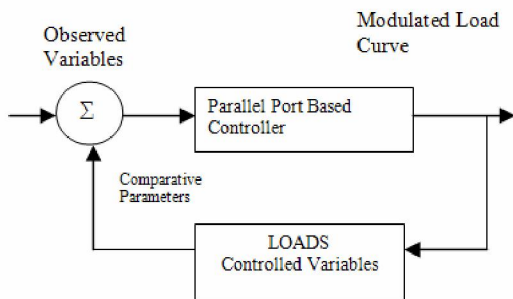 Observed
Variables
Modulated Load
Curve
Σ
Parallel Port Based
Controller
Comparative
Parameters
LOADS
Controlled Variables